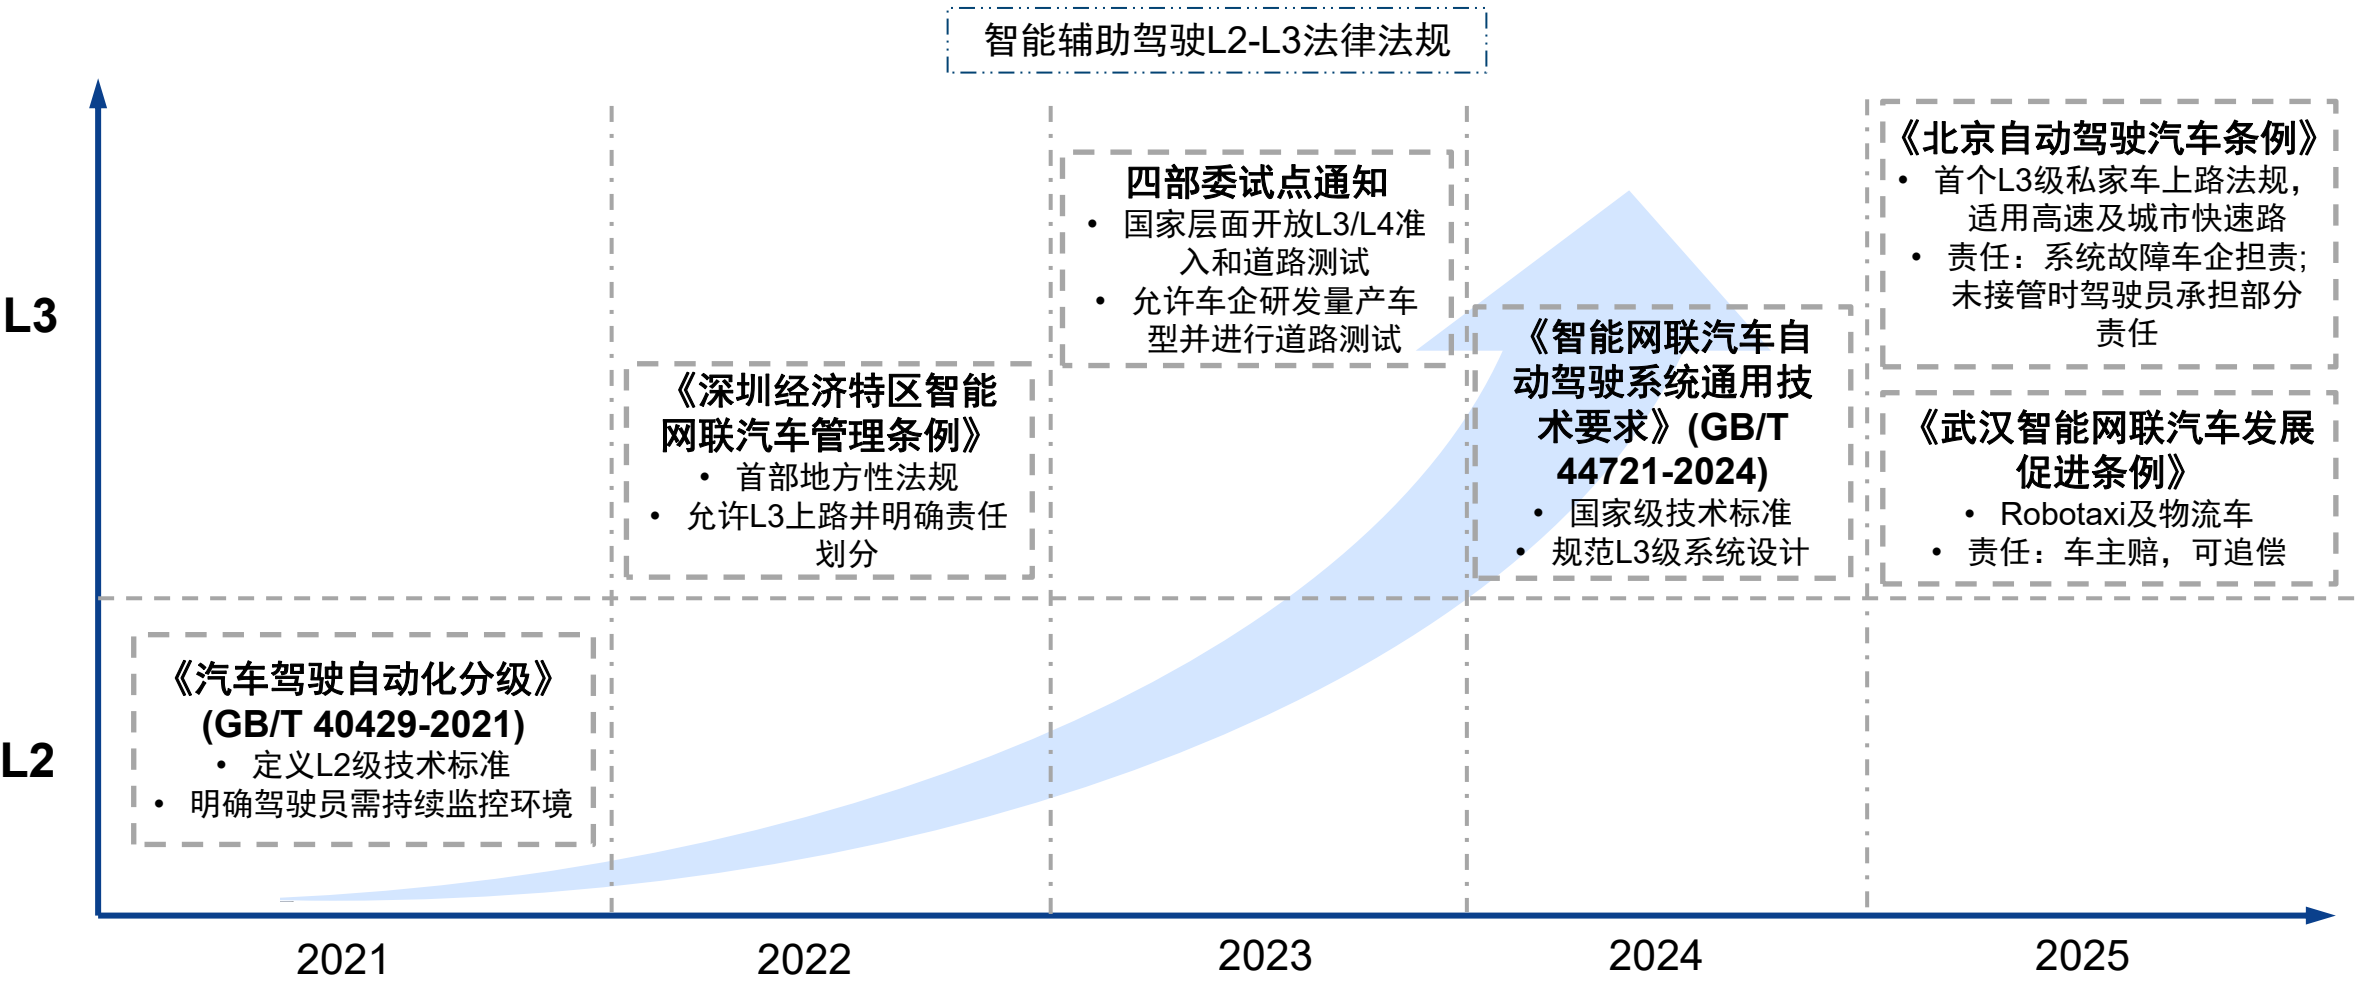 智能辅助驾驶L2-L3法律法规
L3
L2
《汽车驾驶自动化分级》
(GB/T 40429-2021)
• 定义L2级技术标准
• 明确驾驶员需持续监控环境
《深圳经济特区智能
网联汽车管理条例》
• 首部地方性法规
• 允许L3上路并明确责任
划分
四部委试点通知
• 国家层面开放L3/L4准
入和道路测试
• 允许车企研发量产车
型并进行道路测试
《智能网联汽车自
动驾驶系统通用技
术要求》(GB/T
44721-2024)
• 国家级技术标准
• 规范L3级系统设计
《北京自动驾驶汽车条例》
• 首个L3级私家车上路法规，
适用高速及城市快速路
• 责任：系统故障车企担责;
未接管时驾驶员承担部分
责任
《武汉智能网联汽车发展
促进条例》
• Robotaxi及物流车
• 责任：车主赔，可追偿
2021
2022
2023
2024
2025